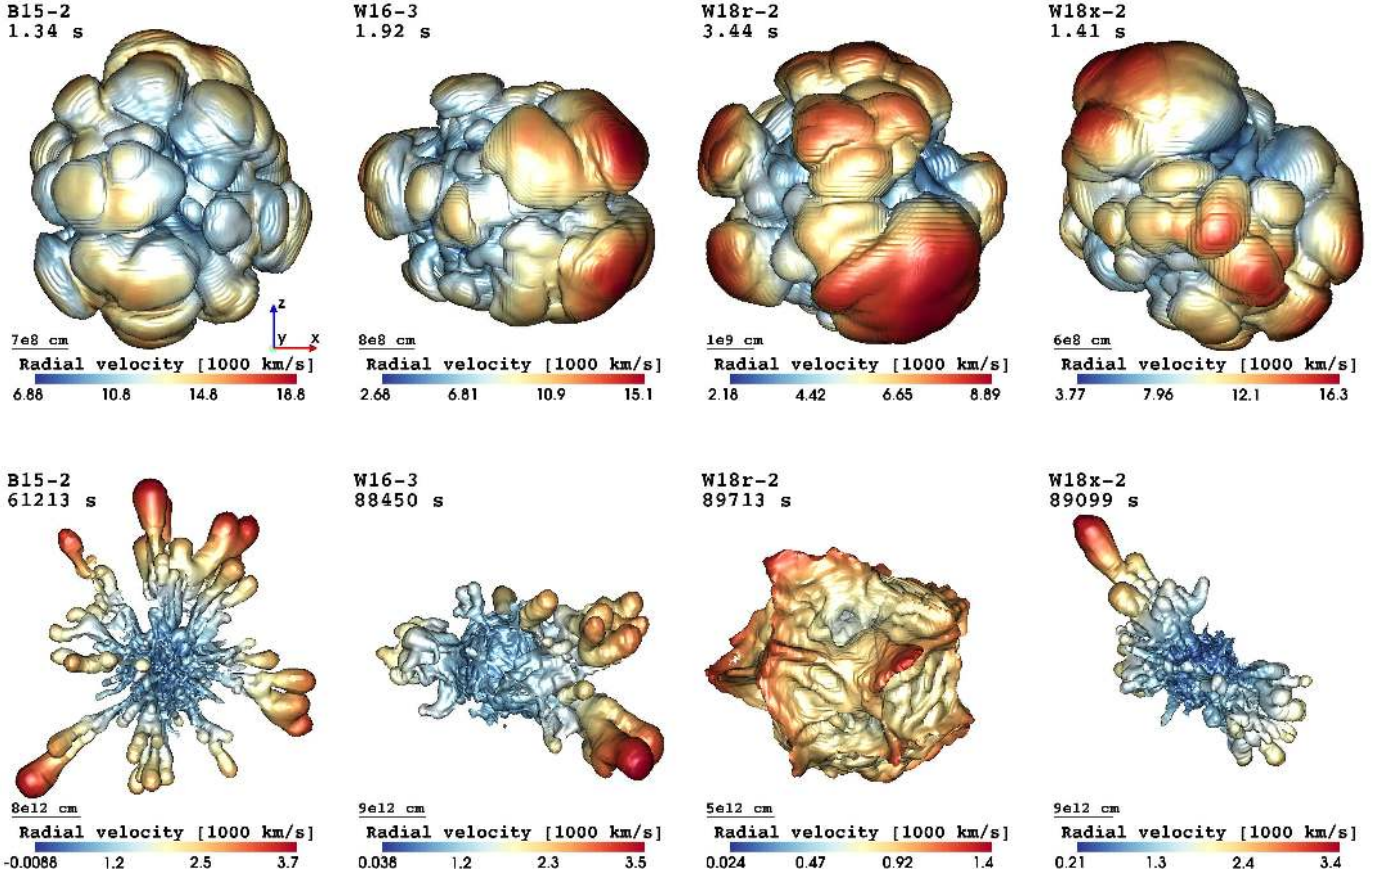 B15-2
1.34 s
z
y x
7e8 cm
Radial velocity [1000 km/s]
6.88 10.8 14.8 18.8
W16-3
1.92 s
8e8 cm
Radial velocity [1000 km/s]
2.68 6.81 10.9 15.1
W18r-2
3.44 s
1e9 cm
Radial velocity [1000 km/s]
2.18 4.42 6.65 8.89
W18x-2
1.41 s
6e8 cm
Radial velocity [1000 km/s]
3.77 7.96 12.1 16.3
B15-2
61213 s
8e12 cm
Radial velocity [1000 km/s]
-0.0088 1.2 2.5 3.7
W16-3
88450 s
9e12 cm
Radial velocity [1000 km/s]
0.038 1.2 2.3 3.5
W18r-2
89713 s
5e12 cm
Radial velocity [1000 km/s]
0.024 0.47 0.92 1.4
W18x-2
89099 s
9e12 cm
Radial velocity [1000 km/s]
0.21 1.3 2.4 3.4